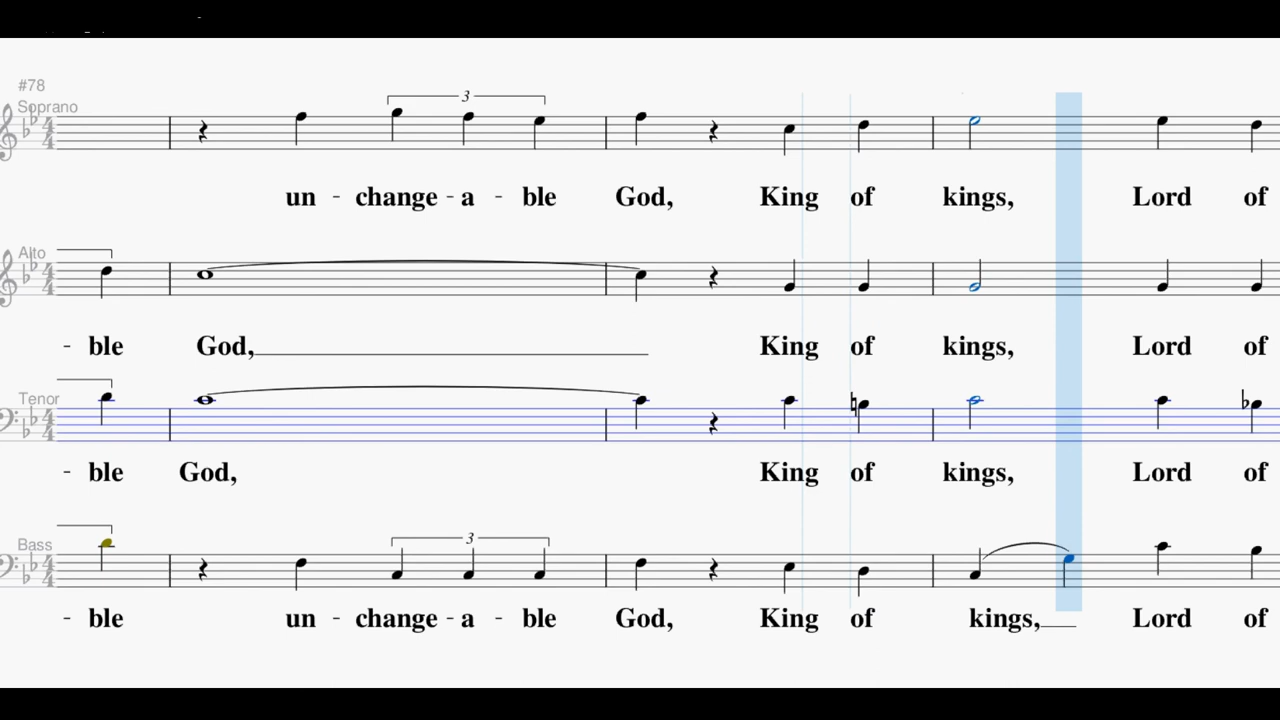 #78
Soprano
3
un - change - a - ble God, King of kings, Lord of
Alto
- ble God, King of kings, Lord of
Tenor
- ble God, King of kings, Lord of
Bass
3
- ble un - change - a - ble God, King of kings, Lord of